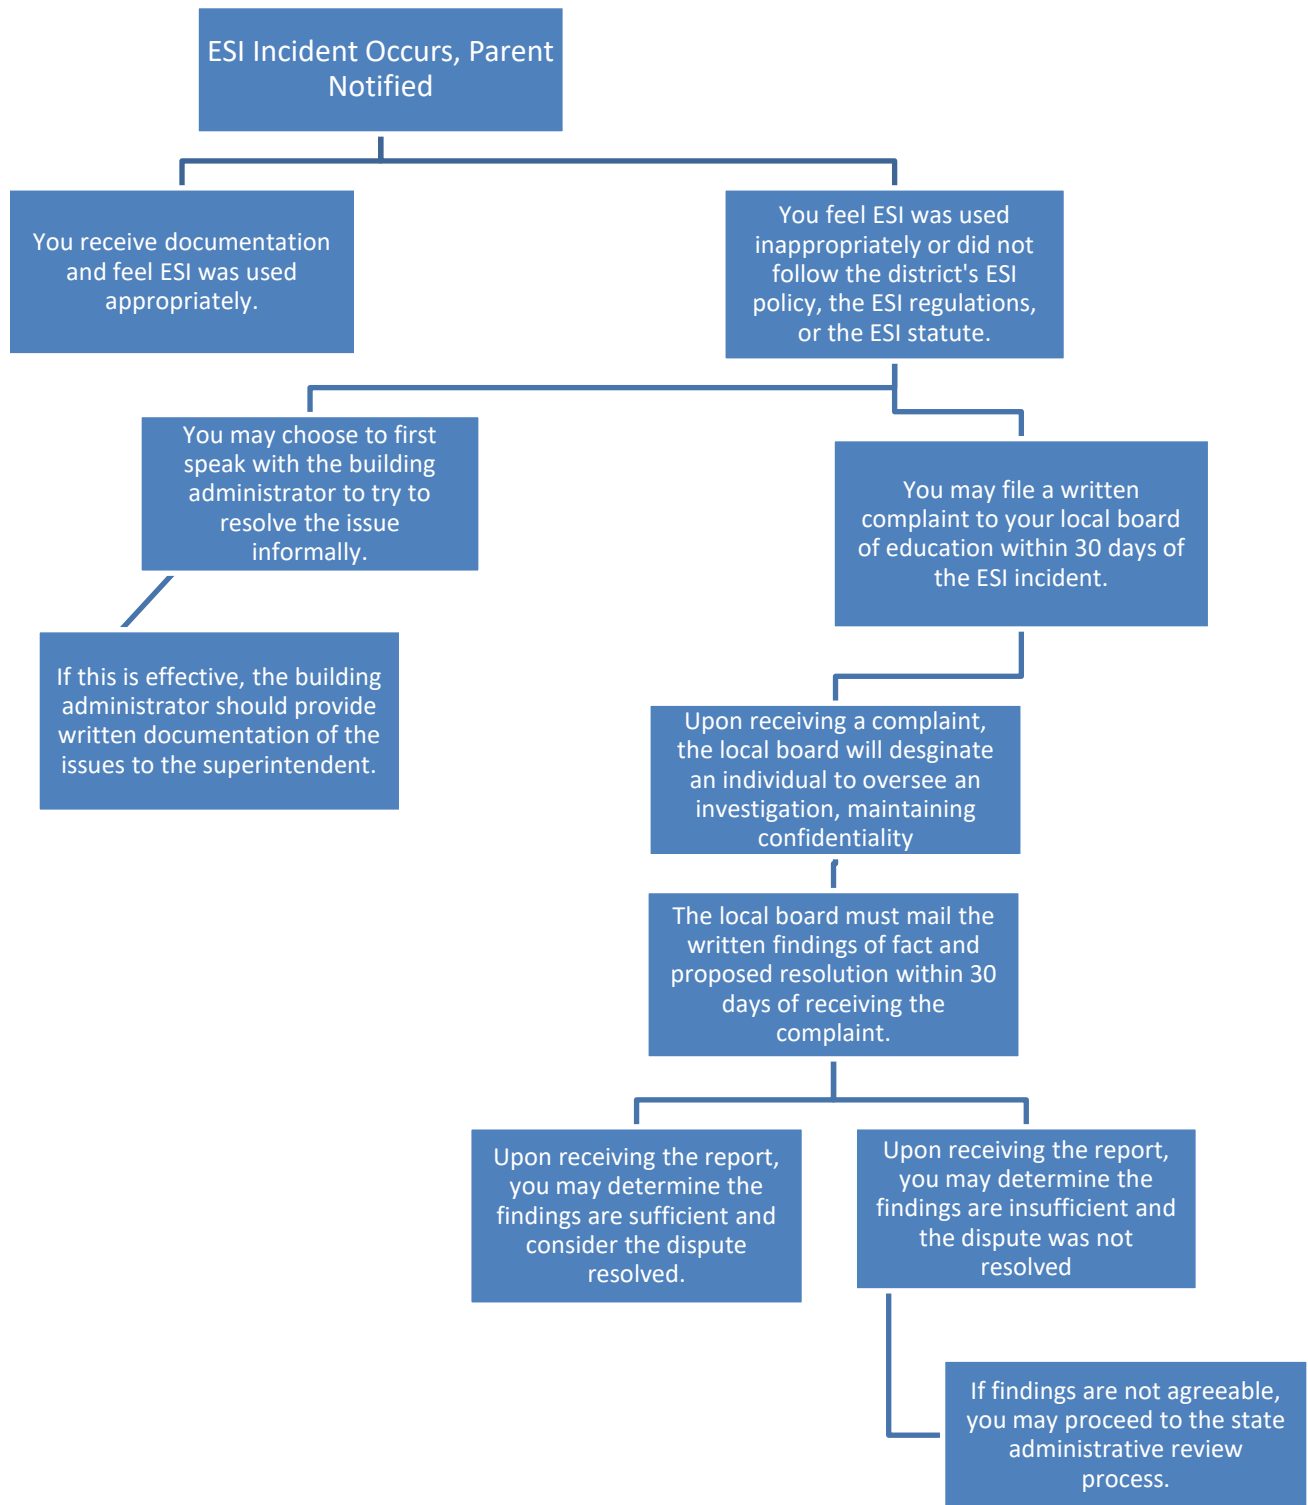 ESI Incident Occurs, Parent
Notified
You receive documentation
and feel ESI was used
appropriately.
You feel ESI was used
inappropriately or did not
follow the district's ESI
policy, the ESI regulations,
or the ESI statute.
You may choose to first
speak with the building
administrator to try to
resolve the issue
informally.
You may file a written
complaint to your local board
of education within 30 days of
the ESI incident.
If this is effective, the building
administrator should provide
written documentation of the
issues to the superintendent.
Upon receiving a complaint,
the local board will desginate
an individual to oversee an
investigation, maintaining
confidentiality
The local board must mail the
written findings of fact and
proposed resolution within 30
days of receiving the
complaint.
Upon receiving the report,
you may determine the
findings are sufficient and
consider the dispute
resolved.
Upon receiving the report,
you may determine the
findings are insufficient and
the dispute was not
resolved
If findings are not agreeable,
you may proceed to the state
administrative review
process.